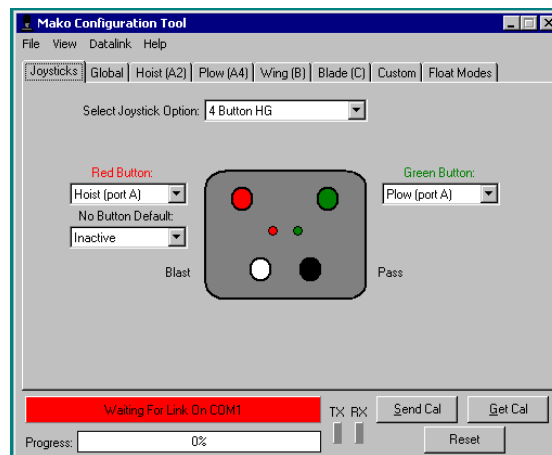 Mako Configuration Tool
File View Datalink Help
Joysticks Global Hoist (A2) Plow (A4) Wing (B) Blade (C) Custom Float Modes
Select Joystick Option: 4 Button HG
Red Button: Green Button:
Hoist (port A) Plow (port A)
No Button Default:
Inactive
Blast Pass
Waiting For Link On COM1 TX RX Send Cal Get Cal
Progress: 0% Reset